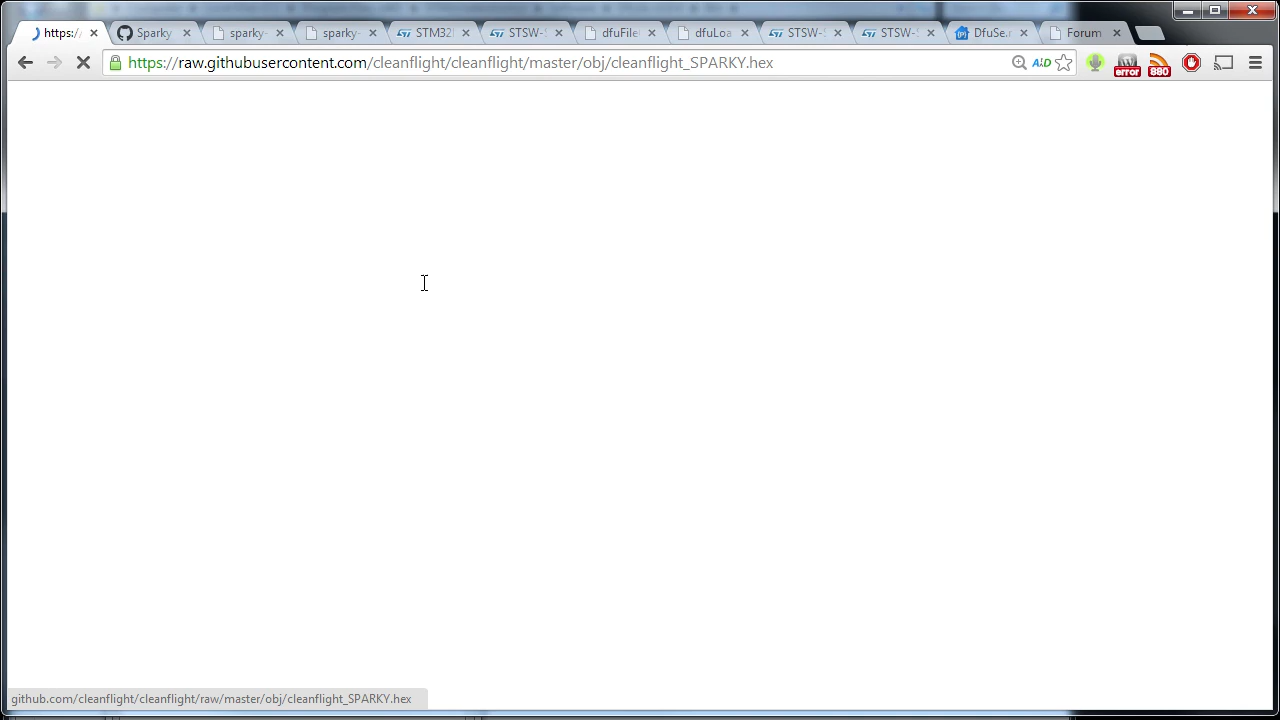 https:/ Sparky sparky- sparky STM32 STSW- dfuFile dfuLoa STSW- STSW- DfuSe.r Forum
https://raw.githubusercontent.com/cleanflight/cleanflight/master/obj/cleanflight_SPARKY.hex A!D error 880
github.com/cleanflight/cleanflight/raw/master/obj/cleanflight_SPARKY.hex